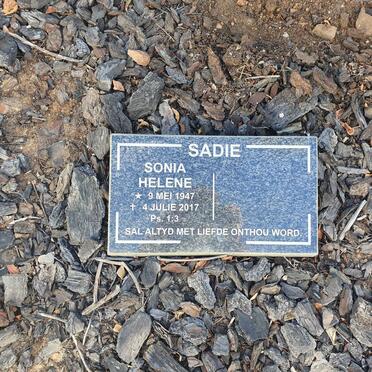 SADIE
SONIA
HELENE
★ 9 MEI 1947
✝ 4 JULIE 2017
Ps. 1:3
SAL ALTYD MET LIEFDE ONTHOU WORD.